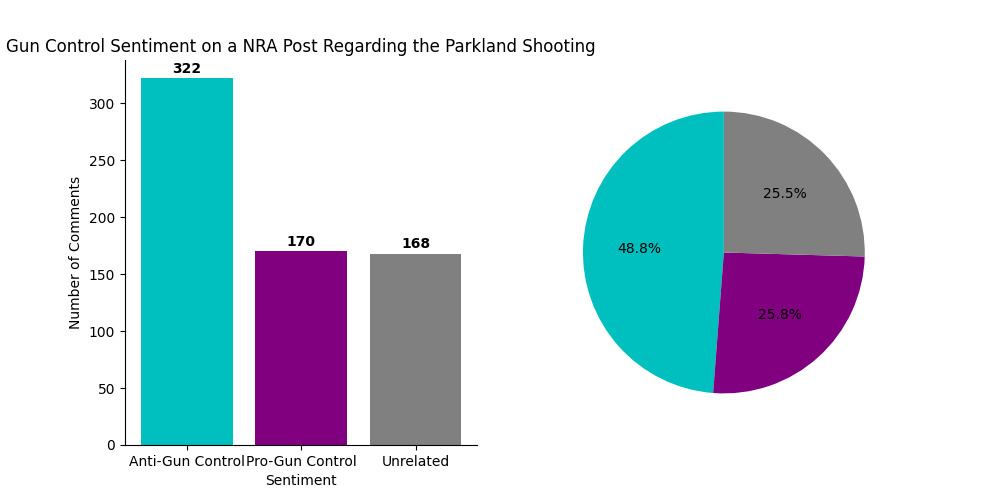 Gun Control Sentiment on a NRA Post Regarding the Parkland Shooting
322
170
168
300
250
200
150
100
50
0
Number of Comments
Anti-Gun Control
Pro-Gun Control
Unrelated
Sentiment
48.8%
25.5%
25.8%